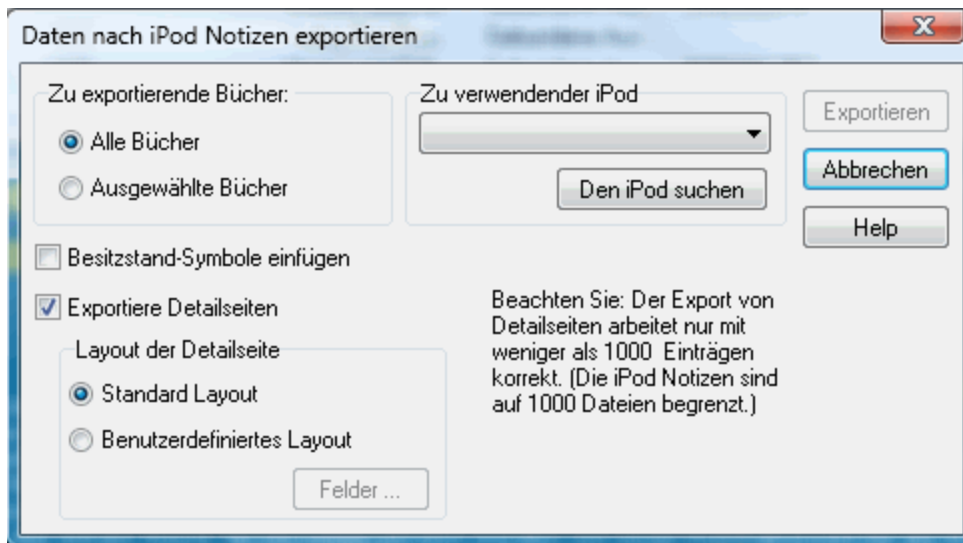 Daten nach iPod Notizen exportieren
Zu exportierende Bücher:
Alle Bücher
Ausgewählte Bücher
Zu verwendender iPod
Den iPod suchen
Exportieren
Abbrechen
Help
Besitzstand-Symbole einfügen
Exportiere Detailseiten
Layout der Detailseite
Standard Layout
Benutzerdefiniertes Layout
Felder ...
Beachten Sie: Der Export von
Detailseiten arbeitet nur mit
weniger als 1000  Einträgen
korrekt. (Die iPod Notizen sind
auf 1000 Dateien begrenzt.)